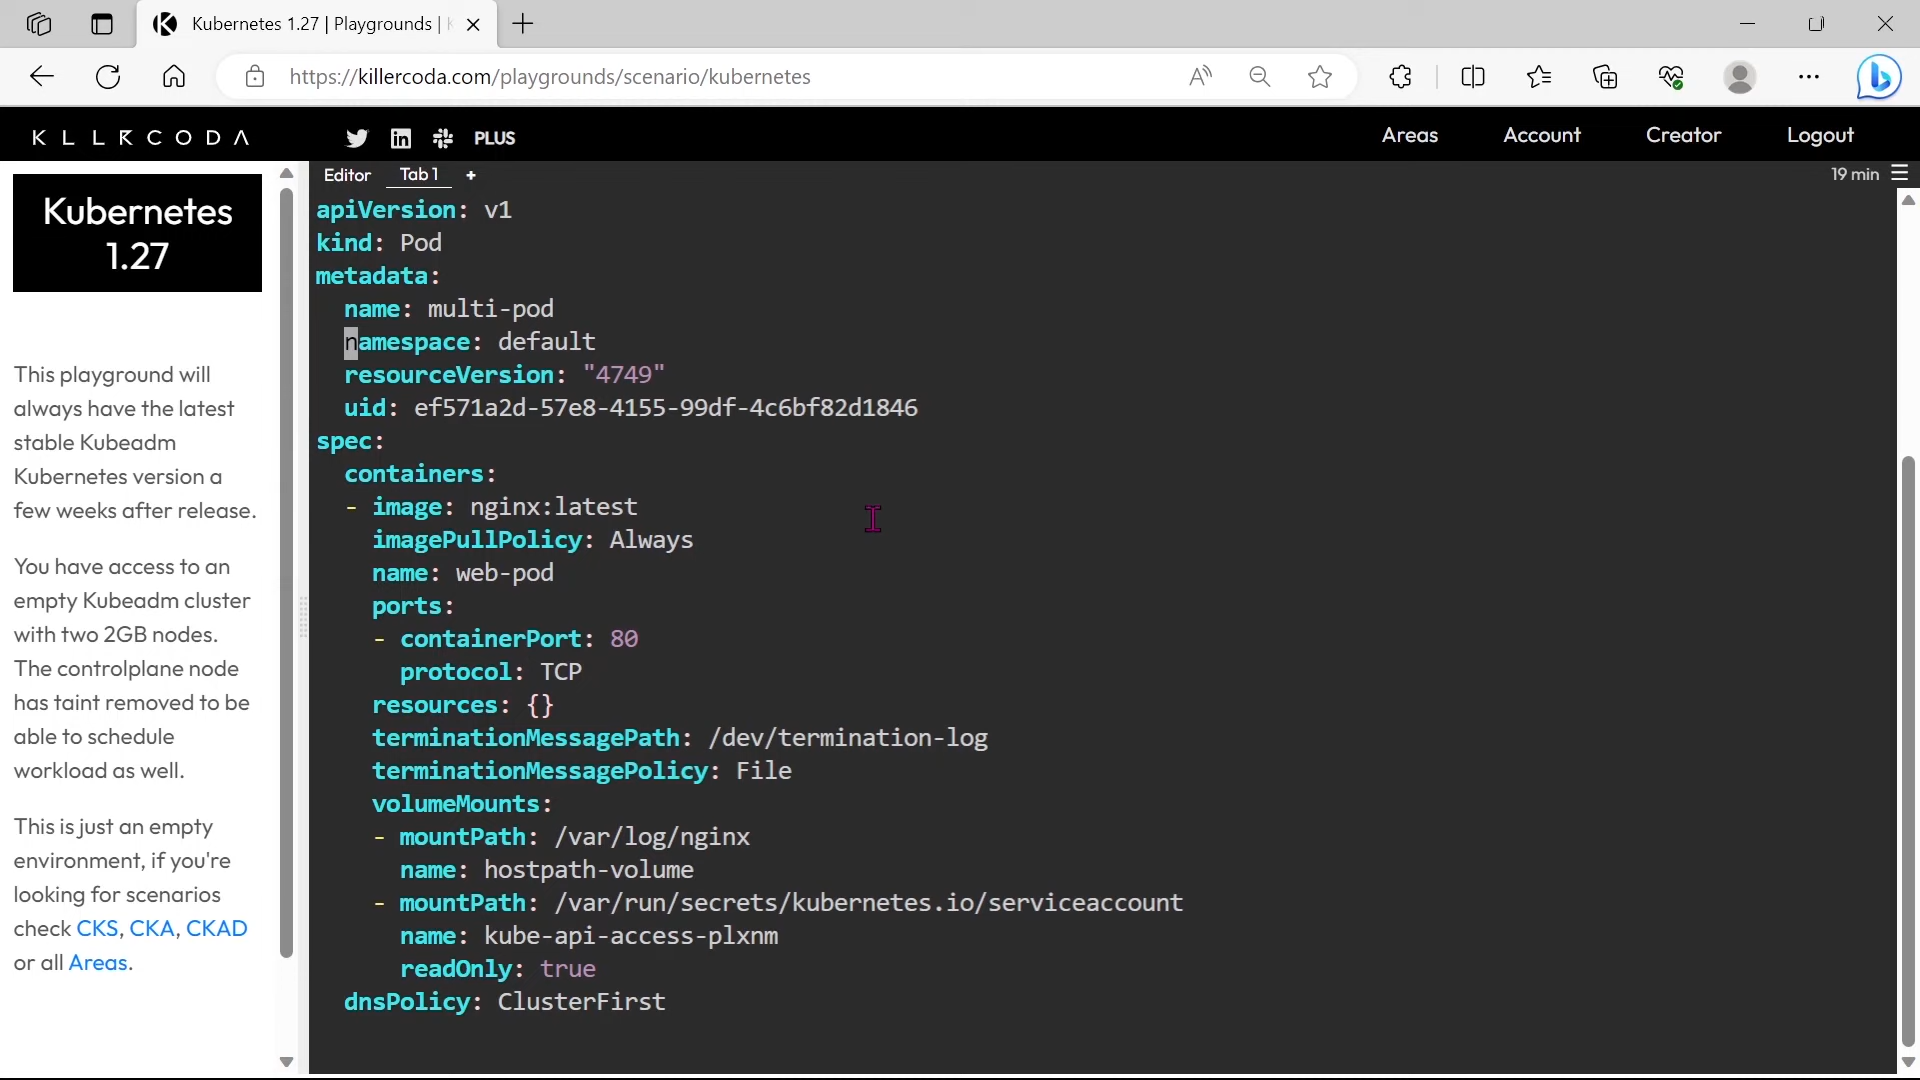 Kubernetes 1.27 | Playgrounds |
https://killercoda.com/playgrounds/scenario/kubernetes
KLLRCODA
PLUS
Areas
Account
Creator
Logout
Kubernetes
1.27
This playground will
always have the latest
stable Kubeadm
Kubernetes version a
few weeks after release.
You have access to an
empty Kubeadm cluster
with two 2GB nodes.
The controlplane node
has taint removed to be
able to schedule
workload as well.
This is just an empty
environment, if you're
looking for scenarios
check CKS, CKA, CKAD
or all Areas.
Editor
Tab 1
+
19 min
apiVersion: v1
kind: Pod
metadata:
  name: multi-pod
  namespace: default
  resourceVersion: "4749"
  uid: ef571a2d-57e8-4155-99df-4c6bf82d1846
spec:
  containers:
  - image: nginx:latest
    imagePullPolicy: Always
    name: web-pod
    ports:
    - containerPort: 80
      protocol: TCP
    resources: {}
    terminationMessagePath: /dev/termination-log
    terminationMessagePolicy: File
    volumeMounts:
    - mountPath: /var/log/nginx
      name: hostpath-volume
    - mountPath: /var/run/secrets/kubernetes.io/serviceaccount
      name: kube-api-access-plxnm
      readOnly: true
  dnsPolicy: ClusterFirst